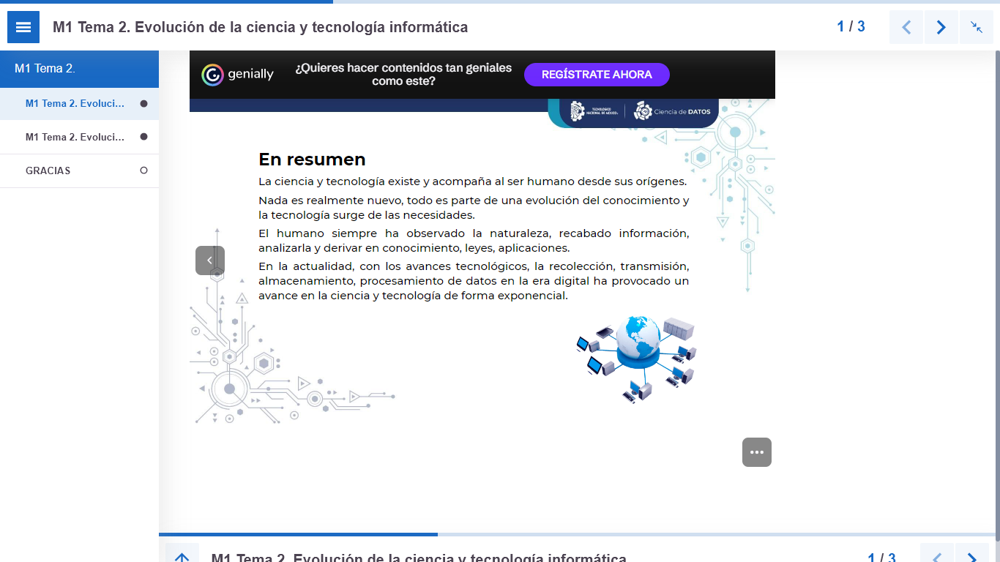 M1 Tema 2. Evolución de la ciencia y tecnología informática
1 / 3
M1 Tema 2.
M1 Tema 2. Evoluci...
M1 Tema 2. Evoluci...
GRACIAS
genially
¿Quieres hacer contenidos tan geniales
como este?
REGÍSTRATE AHORA
TECNOLÓGICO
NACIONAL DE MÉXICO
Ciencia de DATOS
En resumen
La ciencia y tecnología existe y acompaña al ser humano desde sus orígenes.
Nada es realmente nuevo, todo es parte de una evolución del conocimiento y
la tecnología surge de las necesidades.
El humano siempre ha observado la naturaleza, recabado información,
analizarla y derivar en conocimiento, leyes, aplicaciones.
En la actualidad, con los avances tecnológicos, la recolección, transmisión,
almacenamiento, procesamiento de datos en la era digital ha provocado un
avance en la ciencia y tecnología de forma exponencial.
M1 Tema 2. Evolución de la ciencia y tecnología informática
1 / 3